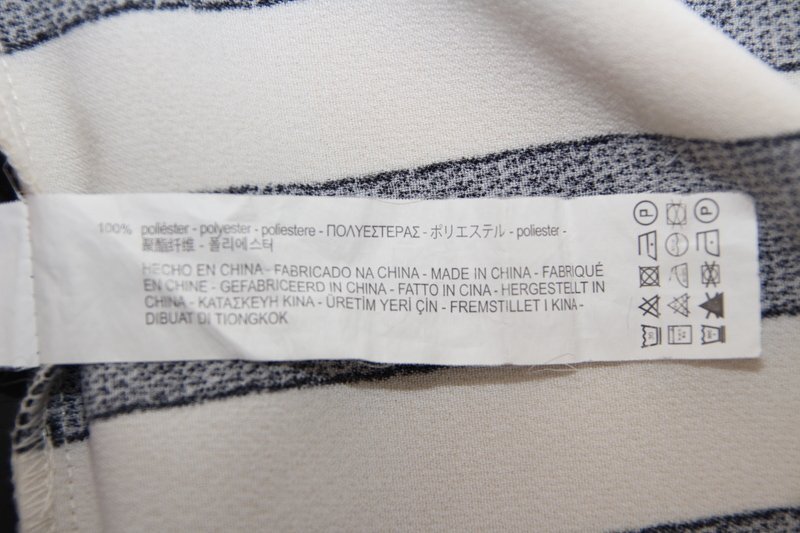 100% poliéster - polyester - poliestere - ΠΟΛΥΕΣΤΕΡΑΣ - ポリエステル - poliester -
聚酯纤维 - 폴리에스터
HECHO EN CHINA - FABRICADO NA CHINA - MADE IN CHINA - FABRIQUÉ
EN CHINE - GEFABRICEERD IN CHINA - FATTO IN CINA - HERGESTELLT IN
CHINA - ΚΑΤΑΣΚΕΥΗ ΚΙΝΑ - ÜRETİM YERİ ÇİN - FREMSTILLET I KINA -
DIBUAT DI TIONGKOK
P P